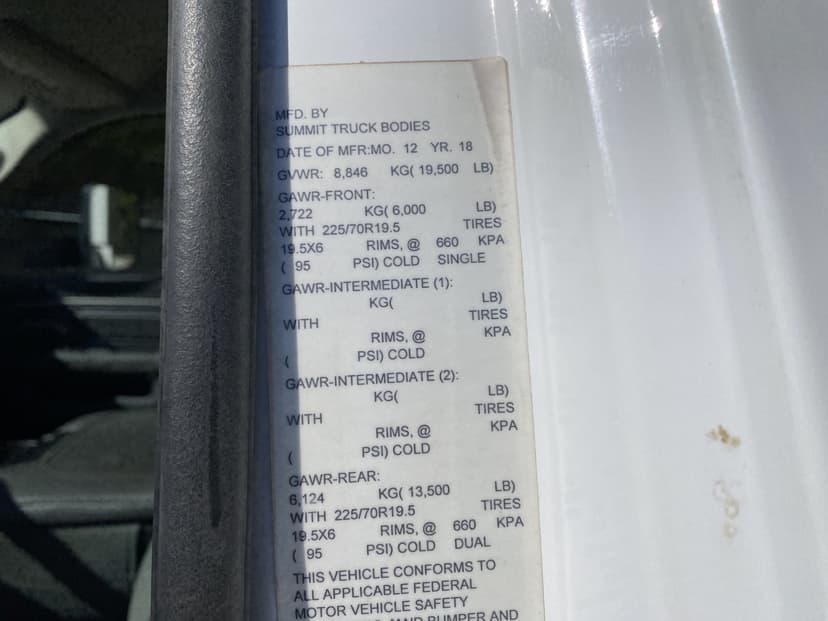 MFD. BY
SUMMIT TRUCK BODIES
DATE OF MFR:MO. 12 YR. 18
GVWR: 8,846 KG( 19,500 LB)
GAWR-FRONT:
2,722 KG( 6,000 LB)
WITH 225/70R19.5 TIRES
19.5X6 RIMS, @ 660 KPA
( 95 PSI) COLD SINGLE
GAWR-INTERMEDIATE (1):
KG( LB)
WITH TIRES
RIMS, @ KPA
( PSI) COLD
GAWR-INTERMEDIATE (2):
KG( LB)
WITH TIRES
RIMS, @ KPA
( PSI) COLD
GAWR-REAR:
6,124 KG( 13,500 LB)
WITH 225/70R19.5 TIRES
19.5X6 RIMS, @ 660 KPA
( 95 PSI) COLD DUAL
THIS VEHICLE CONFORMS TO
ALL APPLICABLE FEDERAL
MOTOR VEHICLE SAFETY
AND BUMPER AND